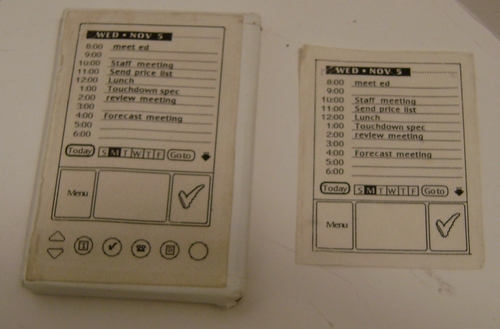 WED • NOV 5
8:00 meet ed
9:00
10:00 Staff meeting
11:00 Send price list
12:00 Lunch
1:00 Touchdown spec
2:00 review meeting
3:00
4:00 Forecast meeting
5:00
6:00
Today S M T W T F Go to
Menu
WED • NOV 5
8:00 meet ed
9:00
10:00 Staff meeting
11:00 Send price list
12:00 Lunch
1:00 Touchdown spec
2:00 review meeting
3:00
4:00 Forecast meeting
5:00
6:00
Today S M T W T F Go to
Menu